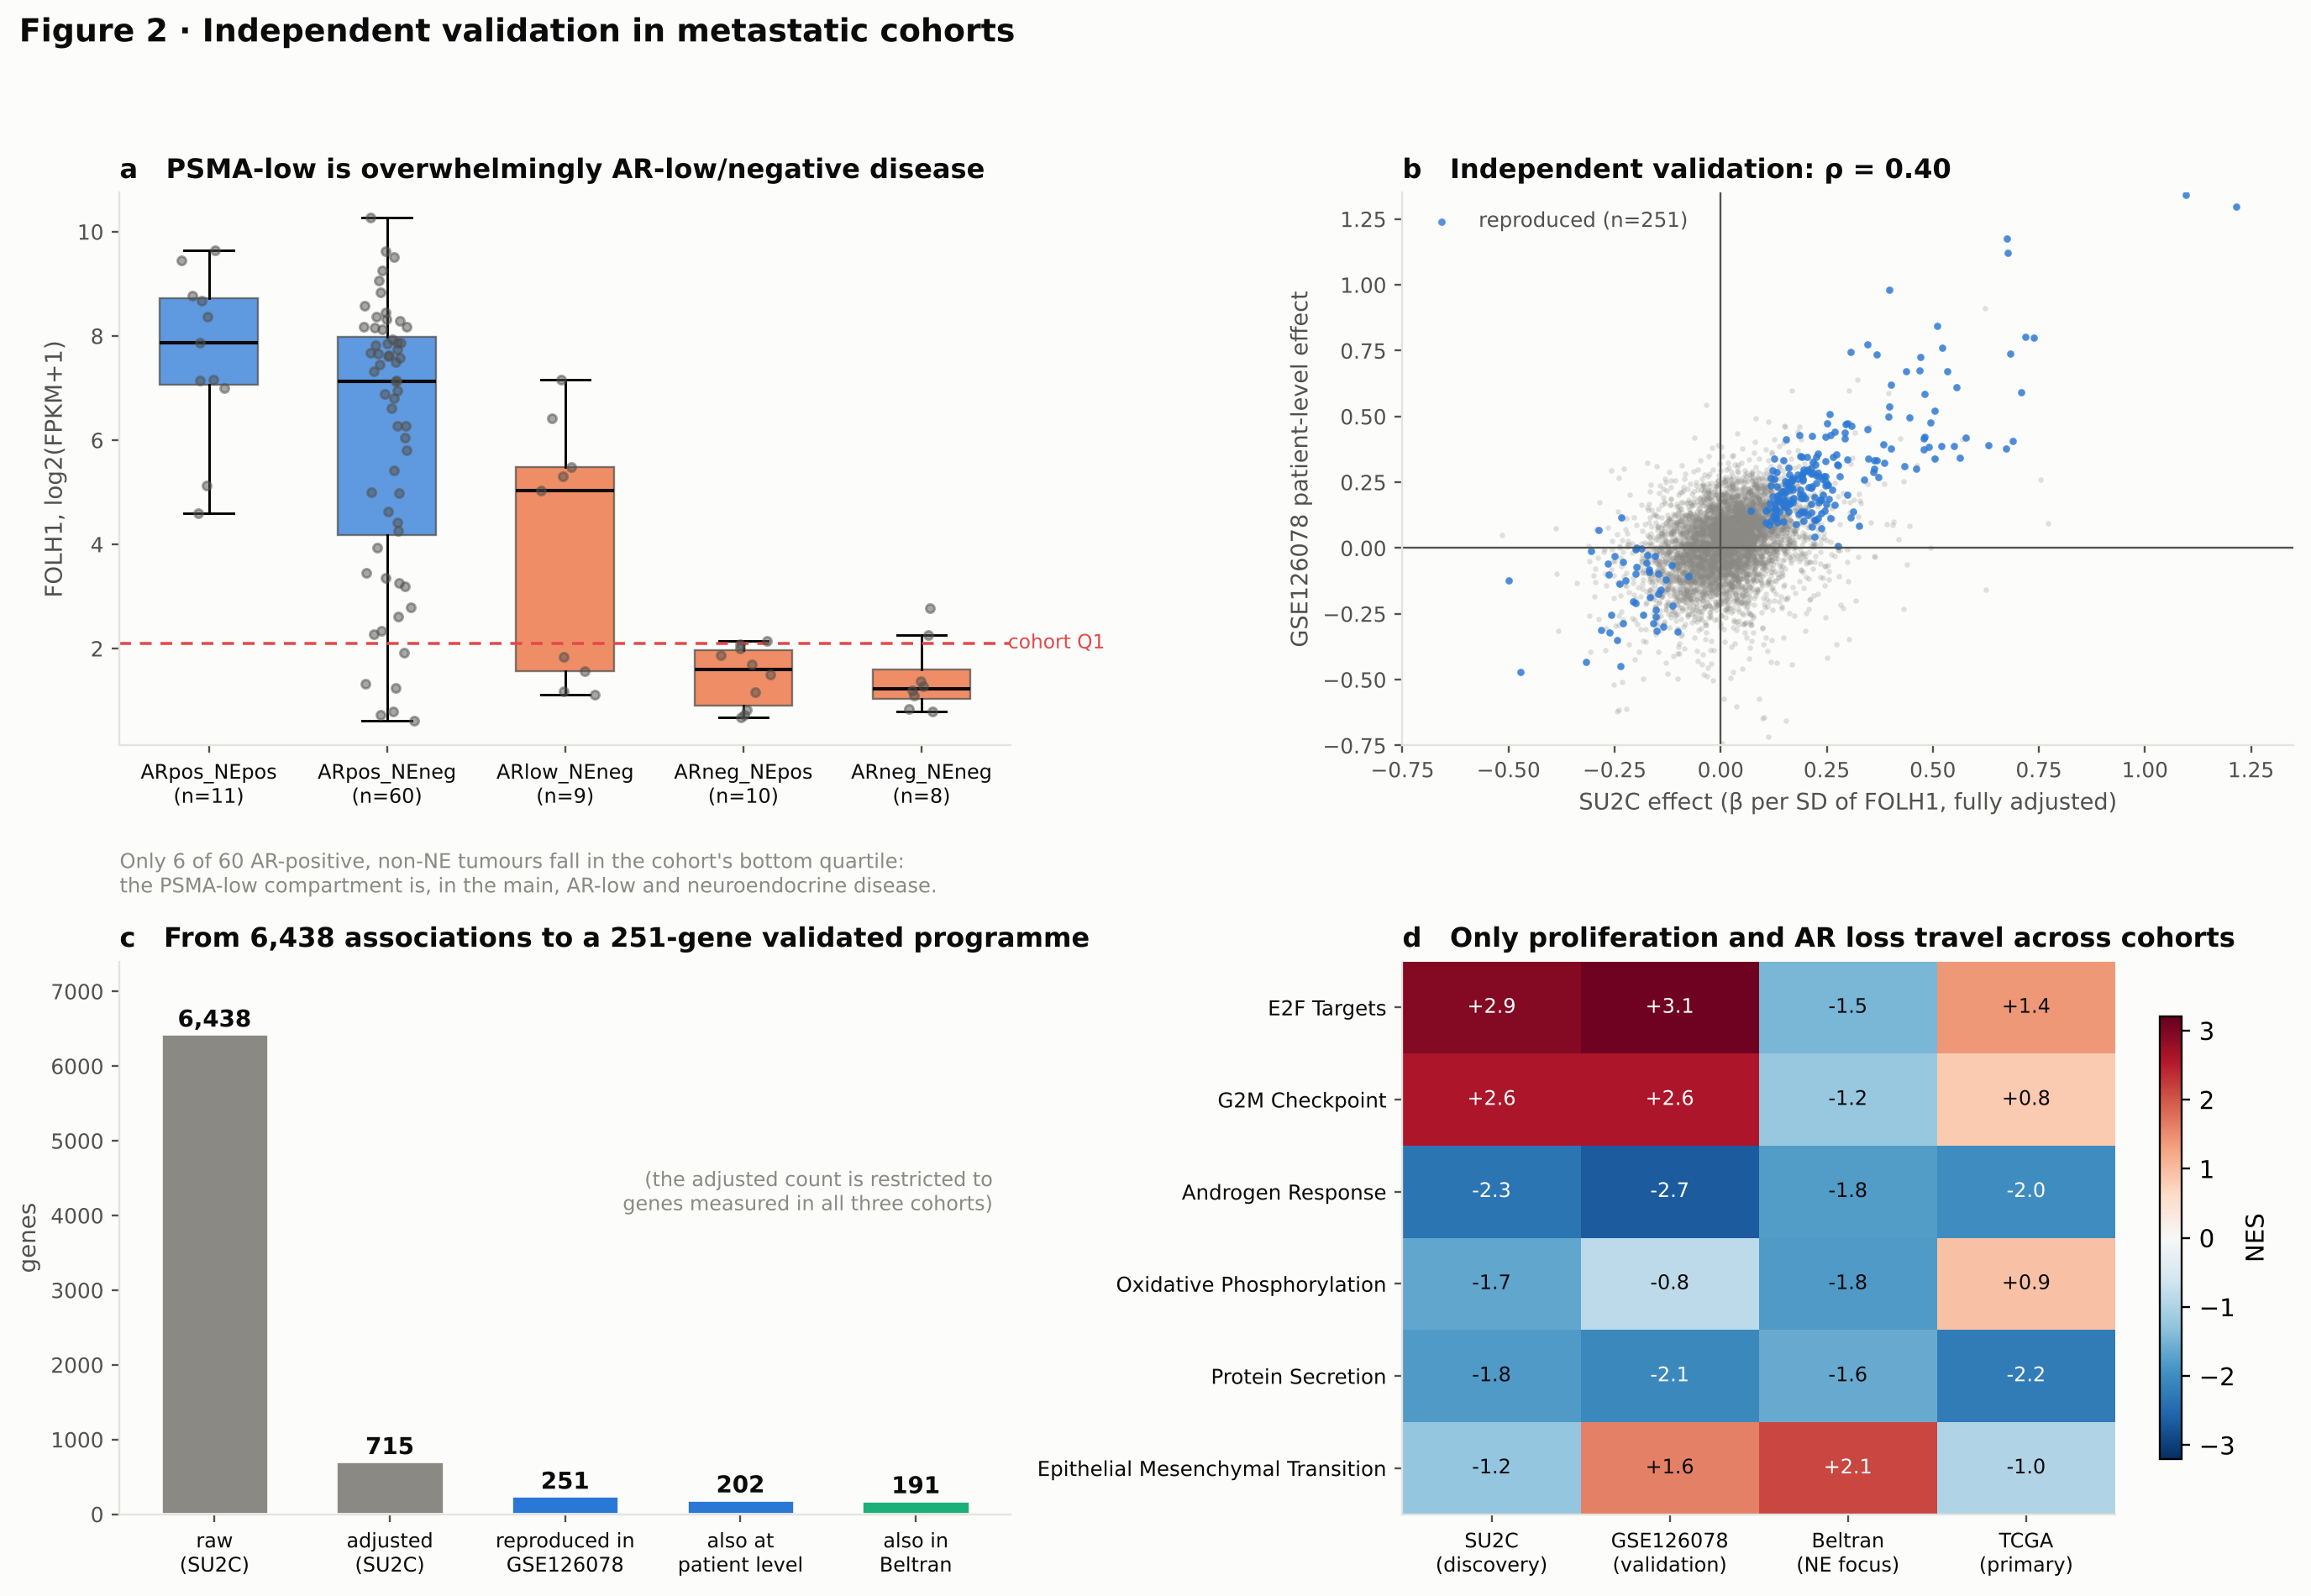 Figure 2 · Independent validation in metastatic cohorts
a PSMA-low is overwhelmingly AR-low/negative disease
FOLH1, log2(FPKM+1)
10
8
6
4
2
cohort Q1
ARpos_NEpos
(n=11)
ARpos_NEneg
(n=60)
ARlow_NEneg
(n=9)
ARneg_NEpos
(n=10)
ARneg_NEneg
(n=8)
Only 6 of 60 AR-positive, non-NE tumours fall in the cohort's bottom quartile:
the PSMA-low compartment is, in the main, AR-low and neuroendocrine disease.
b Independent validation: ρ = 0.40
reproduced (n=251)
GSE126078 patient-level effect
1.25
1.00
0.75
0.50
0.25
0.00
−0.25
−0.50
−0.75
−0.75
−0.50
−0.25
0.00
0.25
0.50
0.75
1.00
1.25
SU2C effect (β per SD of FOLH1, fully adjusted)
c From 6,438 associations to a 251-gene validated programme
genes
7000
6000
5000
4000
3000
2000
1000
0
6,438
715
251
202
191
(the adjusted count is restricted to
genes measured in all three cohorts)
raw
(SU2C)
adjusted
(SU2C)
reproduced in
GSE126078
also at
patient level
also in
Beltran
d Only proliferation and AR loss travel across cohorts
E2F Targets
+2.9
+3.1
-1.5
+1.4
G2M Checkpoint
+2.6
+2.6
-1.2
+0.8
Androgen Response
-2.3
-2.7
-1.8
-2.0
Oxidative Phosphorylation
-1.7
-0.8
-1.8
+0.9
Protein Secretion
-1.8
-2.1
-1.6
-2.2
Epithelial Mesenchymal Transition
-1.2
+1.6
+2.1
-1.0
SU2C
(discovery)
GSE126078
(validation)
Beltran
(NE focus)
TCGA
(primary)
3
2
1
0
−1
−2
−3
NES